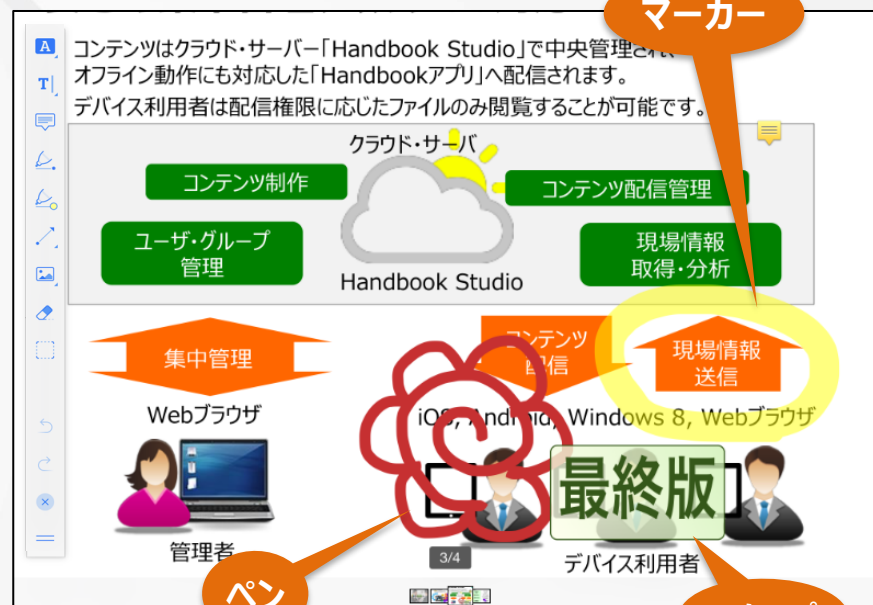 マーカー
コンテンツはクラウド・サーバー「Handbook Studio」で中央管理され、
オフライン動作にも対応した「Handbookアプリ」へ配信されます。
デバイス利用者は配信権限に応じたファイルのみ閲覧することが可能です。
クラウド・サーバ
コンテンツ制作
コンテンツ配信管理
ユーザ・グループ
管理
現場情報
取得・分析
Handbook Studio
集中管理
コンテンツ
配信
現場情報
送信
Webブラウザ
iOS, Android, Windows 8, Webブラウザ
最終版
管理者
3/4
デバイス利用者
ペン
A
T